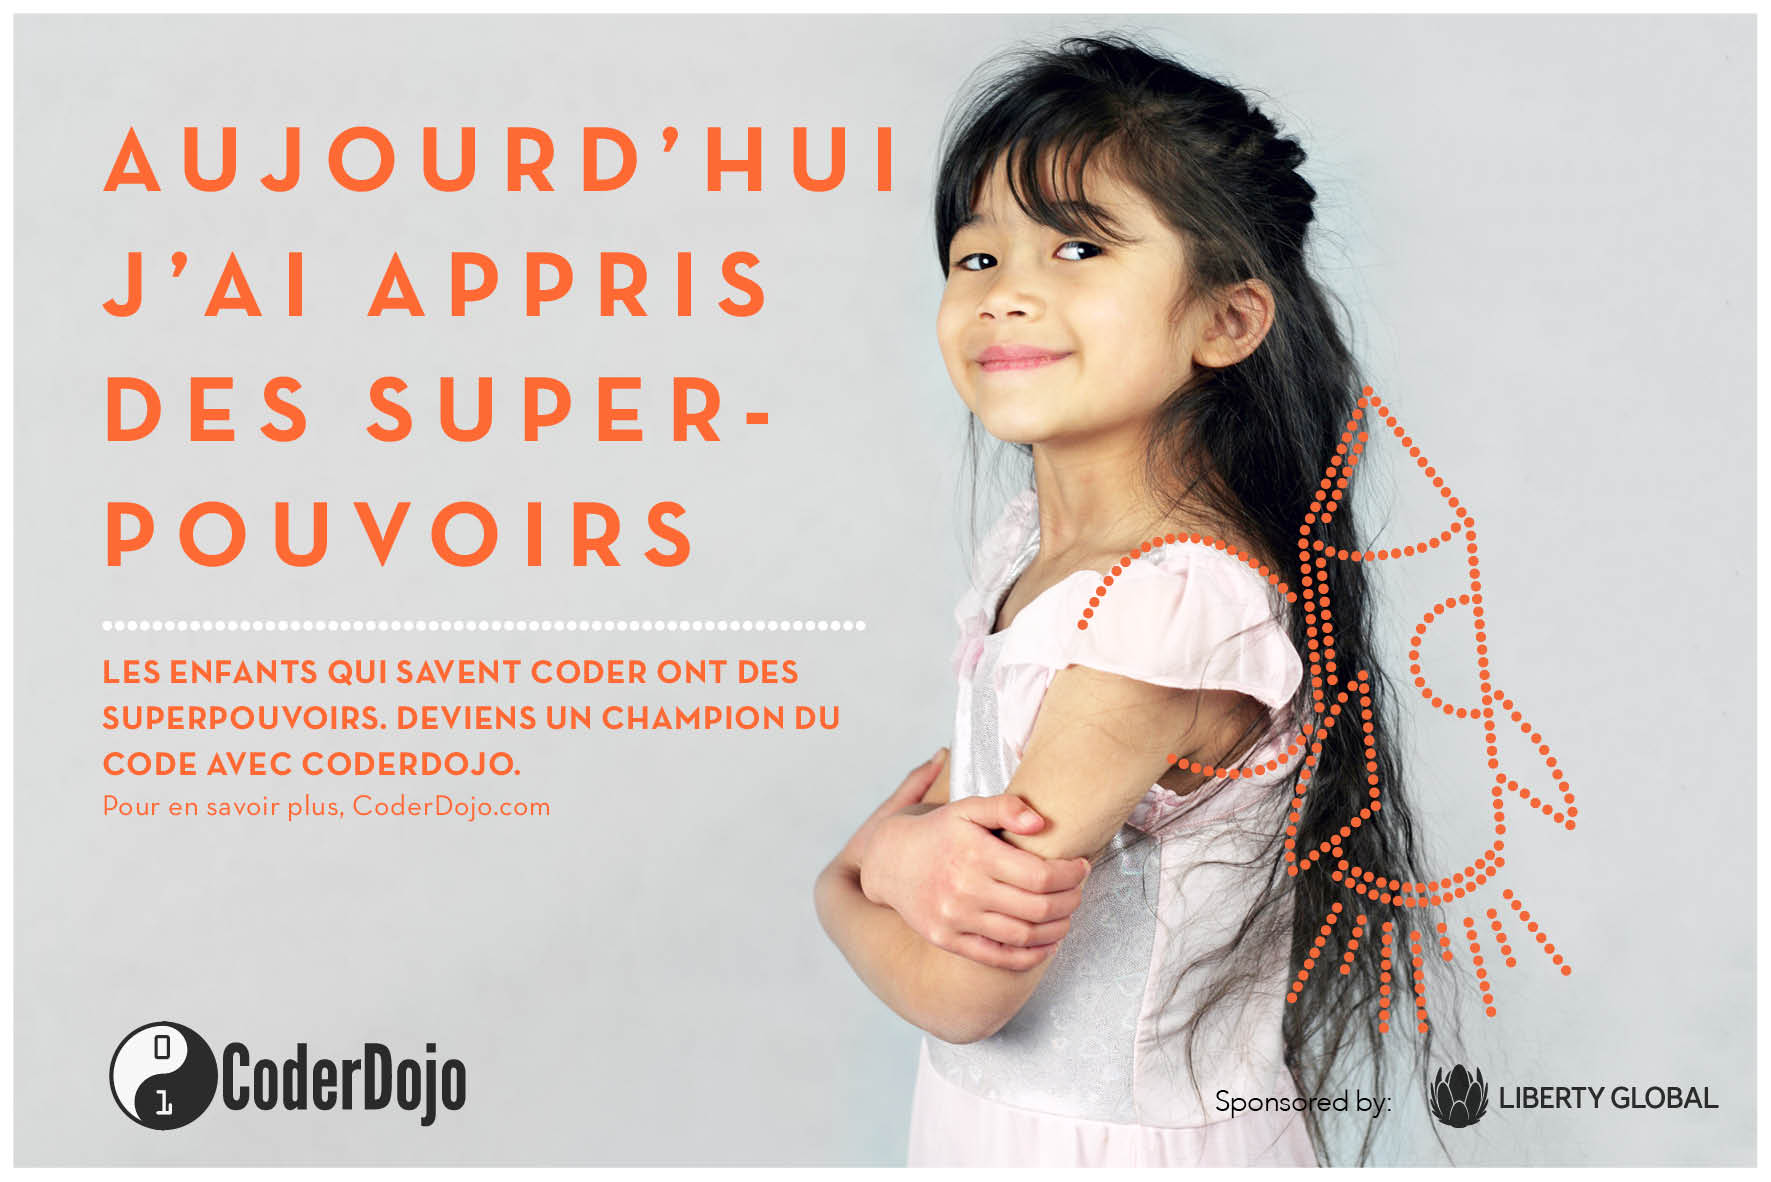 AUJOURD’HUI
J’AI APPRIS
DES SUPER-
POUVOIRS
LES ENFANTS QUI SAVENT CODER ONT DES
SUPERPOUVOIRS. DEVIENS UN CHAMPION DU
CODE AVEC CODERDOJO.
Pour en savoir plus, CoderDojo.com
0
1
CoderDojo
Sponsored by:
LIBERTY GLOBAL